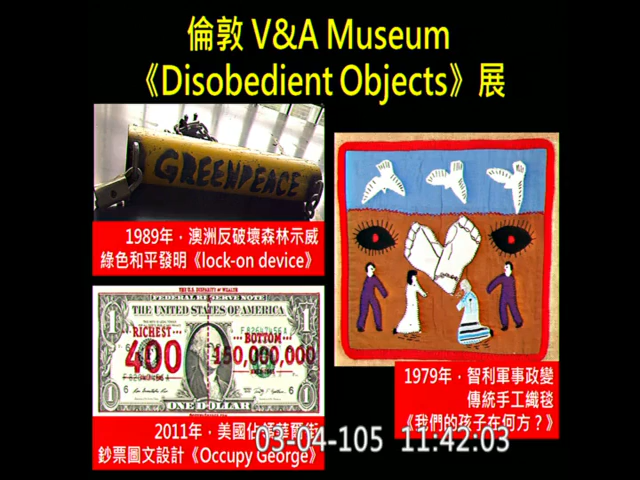 倫敦 V&A Museum
《Disobedient Objects》展
GREENPEACE
1989年，澳洲反破壞森林示威
綠色和平發明《lock-on device》
THE U.S. DISPARITY OF WEALTH
FEDERAL RESERVE NOTE
THE UNITED STATES OF AMERICA
RICHEST
400
BOTTOM
150,000,000
ONE DOLLAR
2011年，美國佔領華爾街
鈔票圖文設計《Occupy George》
1979年，智利軍事政變
傳統手工織毯
《我們的孩子在何方？》
03-04-105 11:42:03